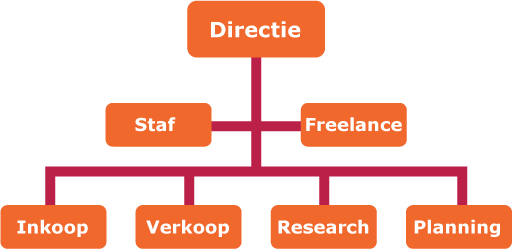 Directie
Staf
Freelance
Inkoop
Verkoop
Research
Planning